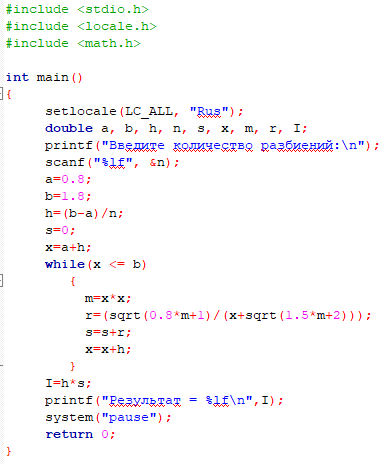 #include <stdio.h>
#include <locale.h>
#include <math.h>
int main()
{
setlocale(LC_ALL, "Rus");
double a, b, h, n, s, x, m, r, I;
printf("Введите количество разбиений:\n");
scanf("%lf", &n);
a=0.8;
b=1.8;
h=(b-a)/n;
s=0;
x=a+h;
while(x <= b)
{
m=x*x;
r=(sqrt(0.8*m+1)/(x+sqrt(1.5*m+2)));
s=s+r;
x=x+h;
}
I=h*s;
printf("Результат = %lf\n",I);
system("pause");
return 0;
}